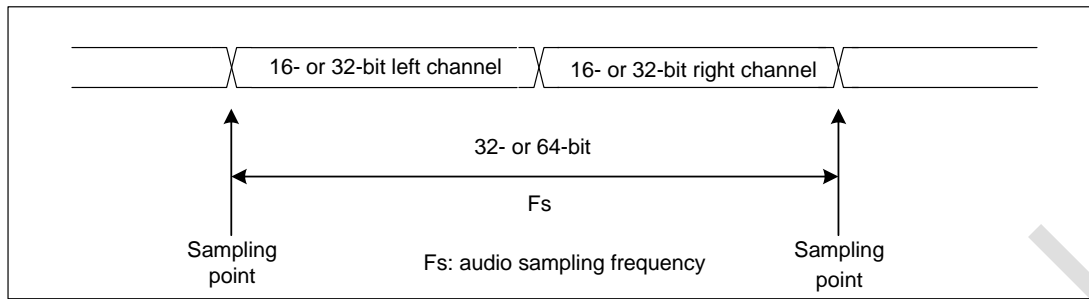 16- or 32-bit left channel
16- or 32-bit right channel
32- or 64-bit
Fs
Sampling
point
Fs: audio sampling frequency
Sampling
point